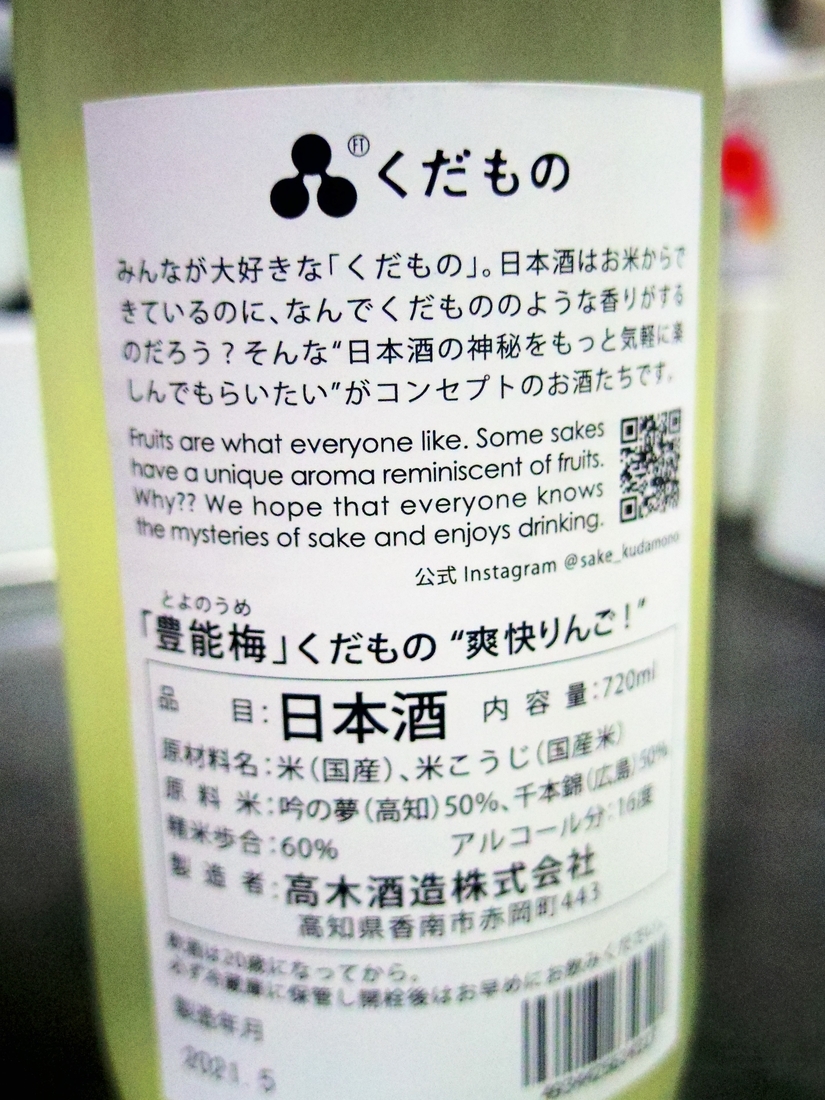 FT くだもの
みんなが大好きな「くだもの」。日本酒はお米からで
きているのに、なんでくだもののような香りがする
のだろう？そんな“日本酒の神秘をもっと気軽に楽
しんでもらいたい”がコンセプトのお酒たちです。
Fruits are what everyone like. Some sakes
have a unique aroma reminiscent of fruits.
Why?? We hope that everyone knows
the mysteries of sake and enjoys drinking.
公式 Instagram @sake_kudamono
とよのうめ
「豊能梅」くだもの “爽快りんご！”
品 目：日本酒 内容量：720ml
原材料名：米（国産）、米こうじ（国産米）
原料米：吟の夢（高知）50%、千本錦（広島）50%
精米歩合：60% アルコール分：16度
製造者：高木酒造株式会社
高知県香南市赤岡町443
飲酒は20歳になってから。
必ず冷蔵庫に保管し開栓後はお早めにお飲みください。
製造年月
2021.5